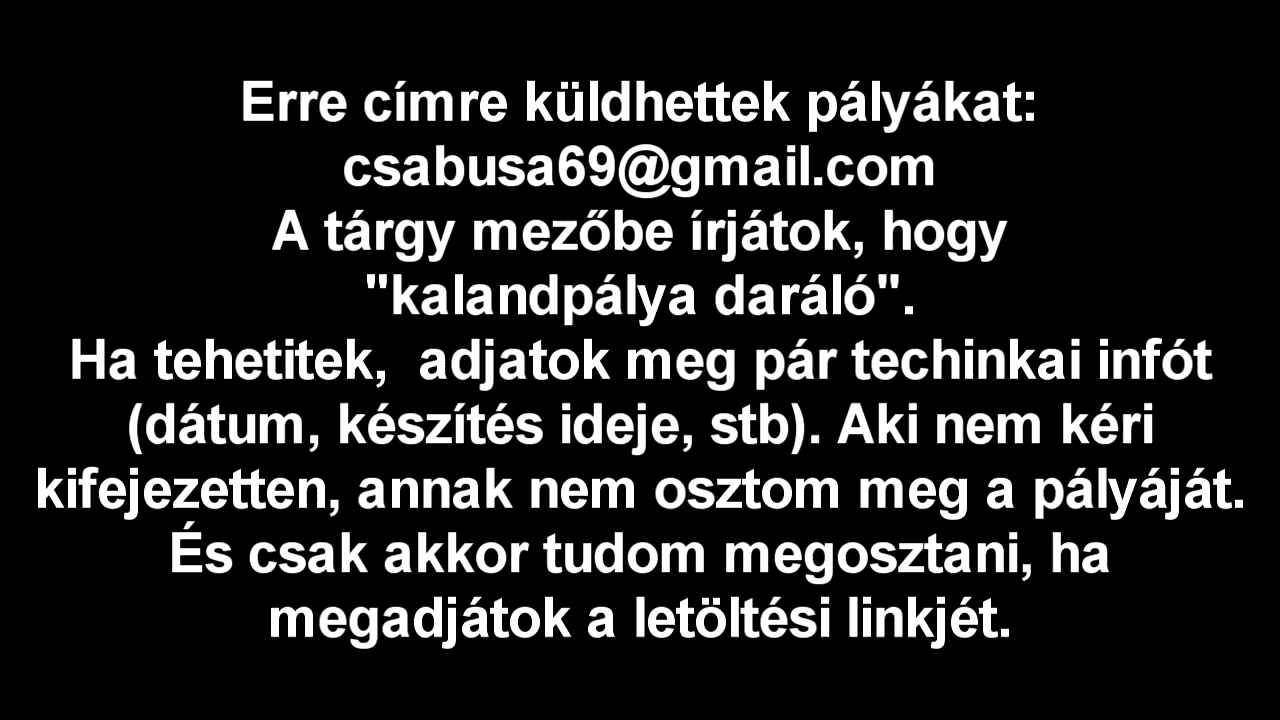 Erre címre küldhettek pályákat:
csabusa69@gmail.com
A tárgy mezőbe írjátok, hogy
"kalandpálya daráló".
Ha tehetitek,  adjatok meg pár techinkai infót
(dátum, készítés ideje, stb). Aki nem kéri
kifejezetten, annak nem osztom meg a pályáját.
És csak akkor tudom megosztani, ha
megadjátok a letöltési linkjét.